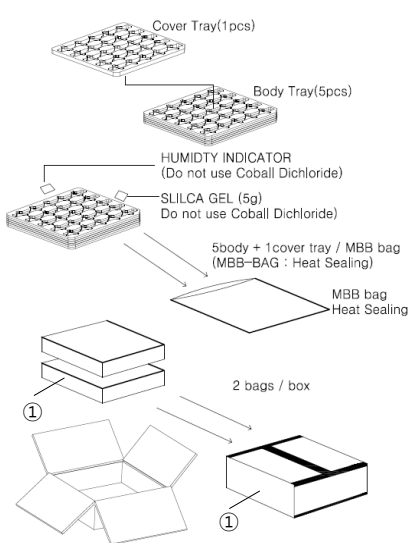 Cover Tray(1pcs)
Body Tray(5pcs)
HUMIDTY INDICATOR
(Do not use Coball Dichloride)
SLILCA GEL (5g)
Do not use Coball Dichloride)
5body + 1cover tray / MBB bag
(MBB-BAG : Heat Sealing)
MBB bag
Heat Sealing
2 bags / box
①
①